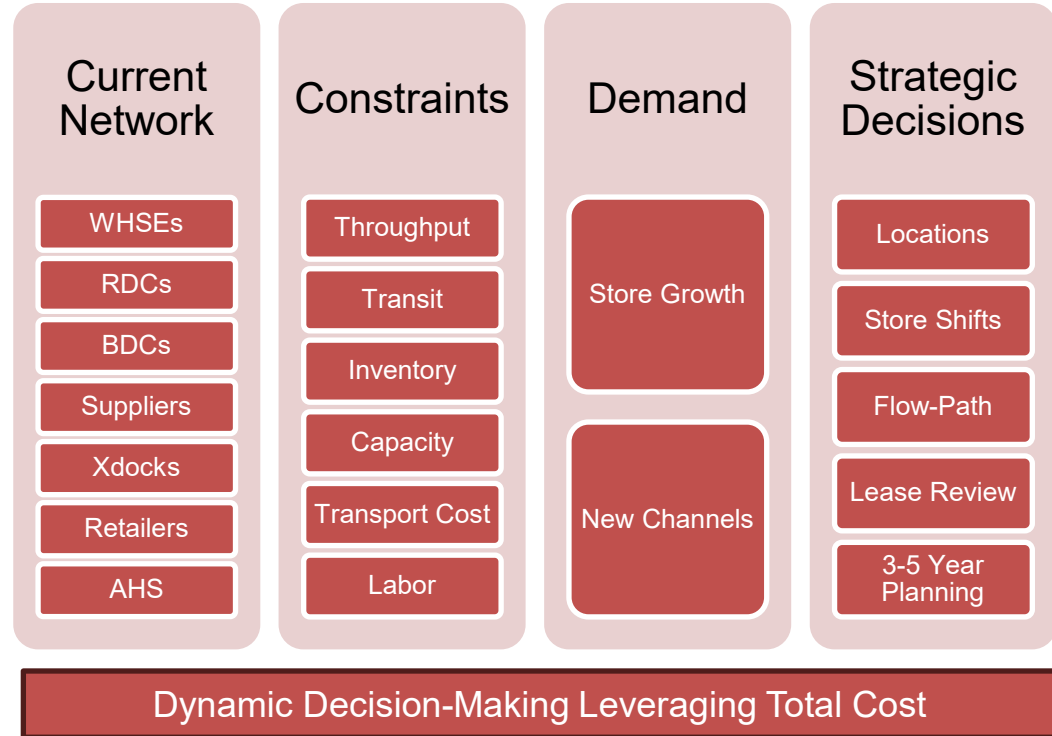 Current
Network
WHSEs
RDCs
BDCs
Suppliers
Xdocks
Retailers
AHS
Constraints
Throughput
Transit
Inventory
Capacity
Transport Cost
Labor
Demand
Store Growth
New Channels
Strategic
Decisions
Locations
Store Shifts
Flow-Path
Lease Review
3-5 Year
Planning
Dynamic Decision-Making Leveraging Total Cost